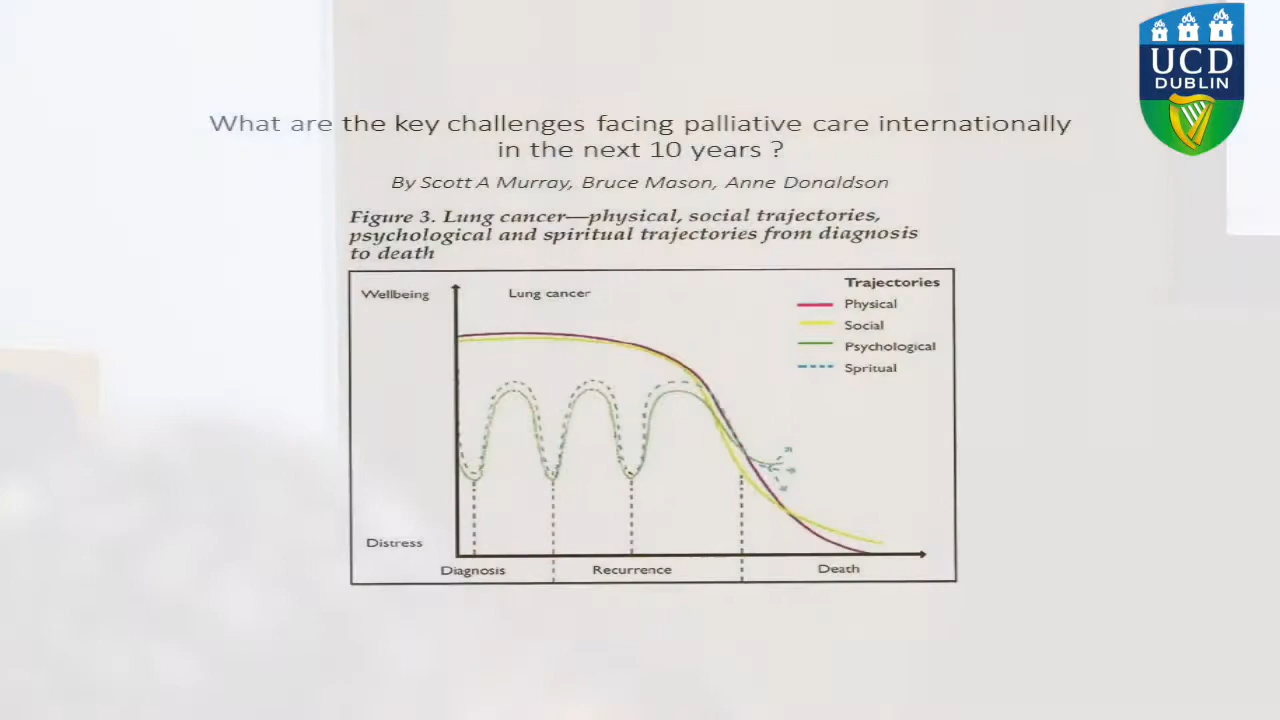 UCD
DUBLIN
What are the key challenges facing palliative care internationally
in the next 10 years ?
By Scott A Murray, Bruce Mason, Anne Donaldson
Figure 3. Lung cancer—physical, social trajectories,
psychological and spiritual trajectories from diagnosis
to death
Wellbeing
Lung cancer
Trajectories
Physical
Social
Psychological
Spritual
Distress
Diagnosis
Recurrence
Death